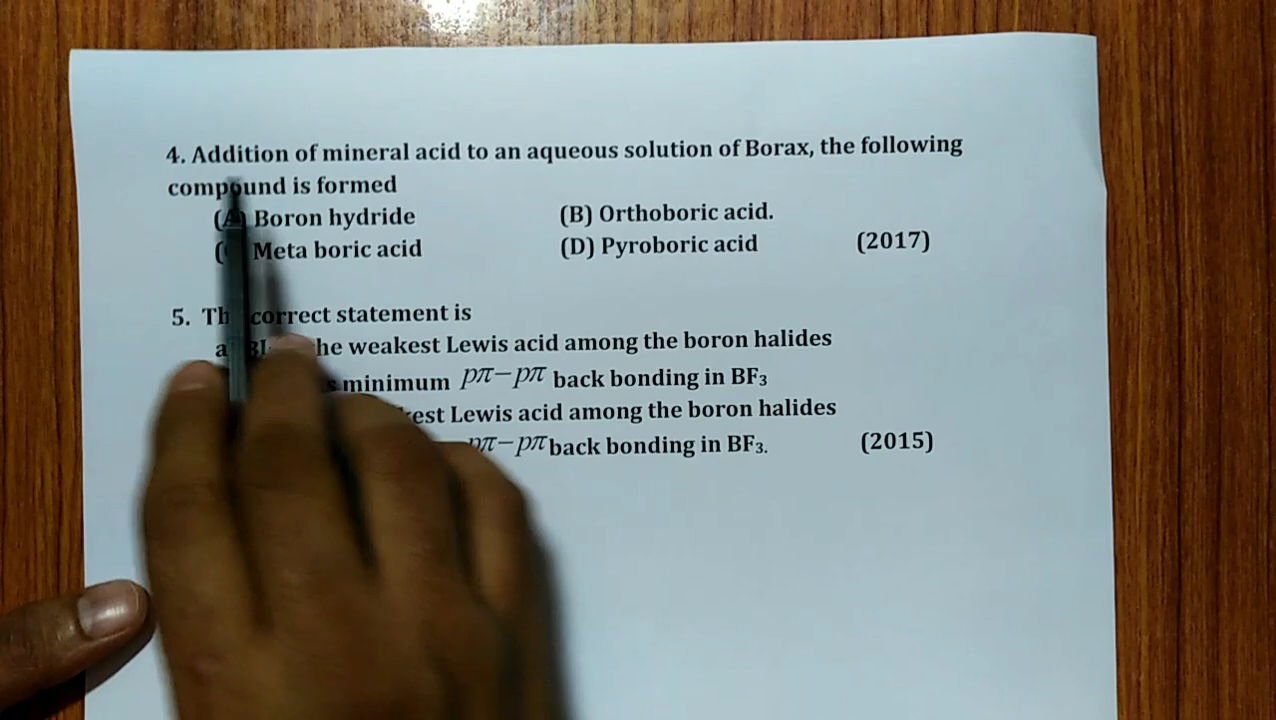 4. Addition of mineral acid to an aqueous solution of Borax, the following
compound is formed
(A) Boron hydride (B) Orthoboric acid.
Meta boric acid (D) Pyroboric acid (2017)
5. correct statement is
weakest Lewis acid among the boron halides
minimum pπ−pπ back bonding in BF₃
Lewis acid among the boron halides
pπ−pπ back bonding in BF₃. (2015)